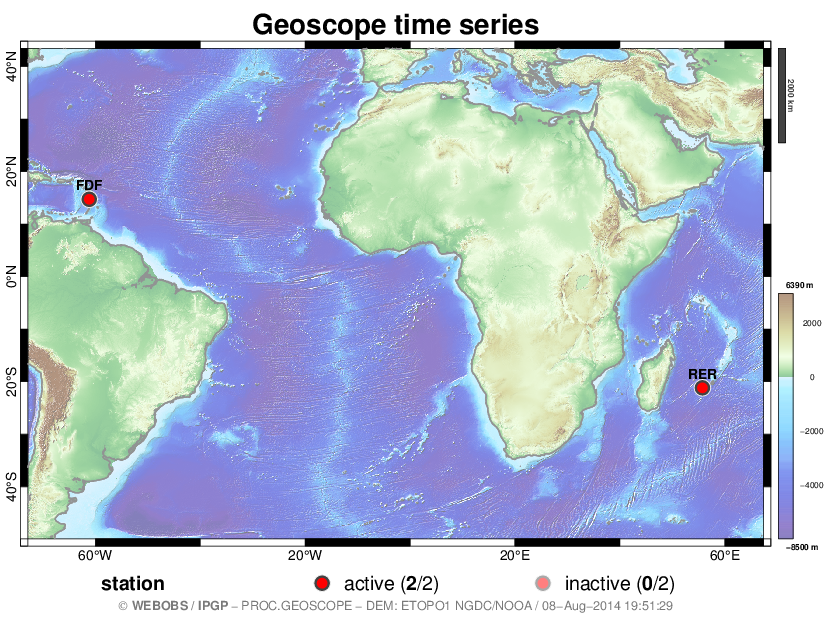 Geoscope time series
40°N
20°N
0°N
20°S
40°S
FDF
RER
60°W
20°W
20°E
60°E
2000 km
6390 m
2000
0
−2000
−4000
−8500 m
station
active (2/2)
inactive (0/2)
© WEBOBS / IPGP − PROC.GEOSCOPE − DEM: ETOPO1 NGDC/NOOA / 08−Aug−2014 19:51:29